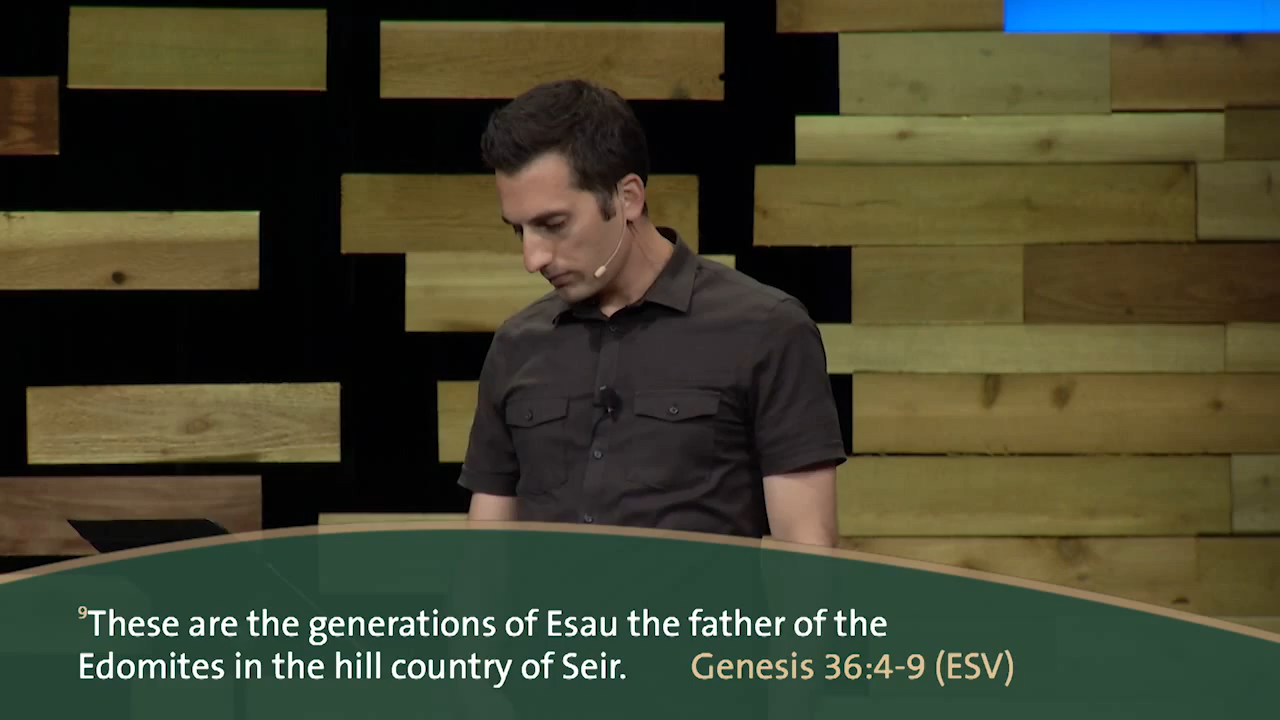 ⁹These are the generations of Esau the father of the
Edomites in the hill country of Seir. Genesis 36:4-9 (ESV)